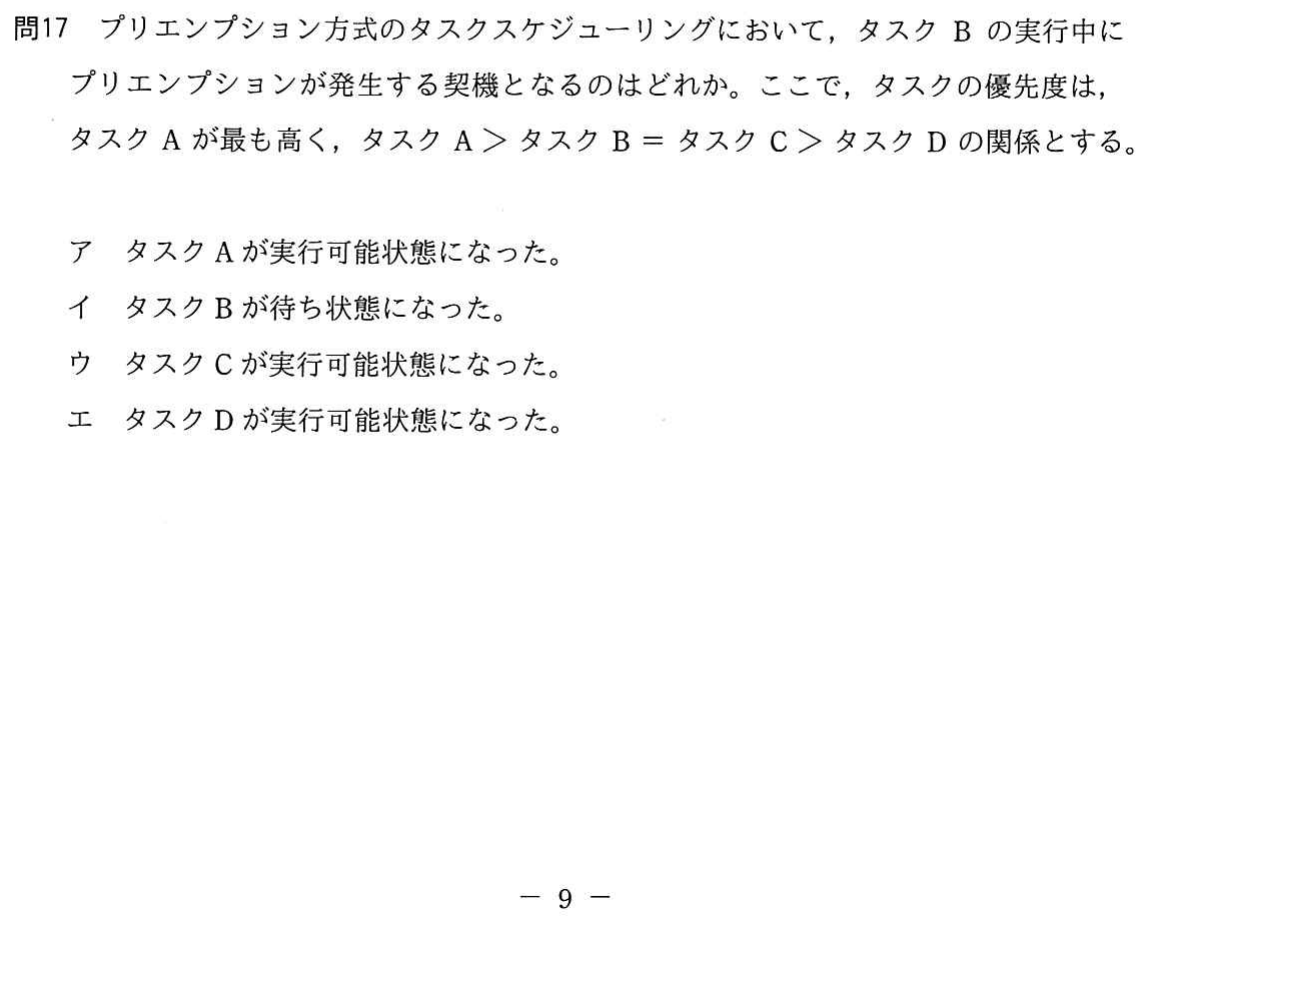 問17　プリエンプション方式のタスクスケジューリングにおいて，タスク B の実行中に
プリエンプションが発生する契機となるのはどれか。ここで，タスクの優先度は，
タスク A が最も高く，タスク A＞タスク B＝タスク C＞タスク D の関係とする。
ア　タスク A が実行可能状態になった。
イ　タスク B が待ち状態になった。
ウ　タスク C が実行可能状態になった。
エ　タスク D が実行可能状態になった。
－ 9 －